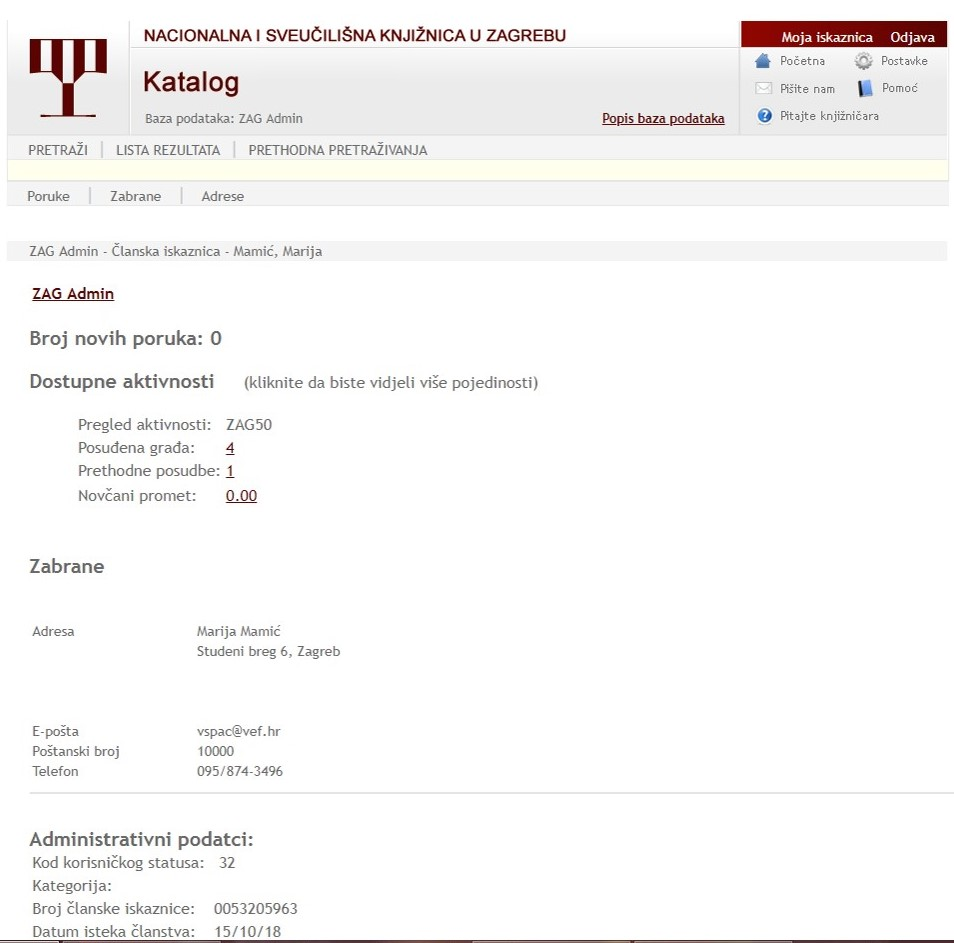 NACIONALNA I SVEUČILIŠNA KNJIŽNICA U ZAGREBU
Moja iskaznica Odjava
Katalog
Početna Postavke
Pišite nam Pomoć
Baza podataka: ZAG Admin
Popis baza podataka
Pitajte knjižničara
PRETRAŽI LISTA REZULTATA PRETHODNA PRETRAŽIVANJA
Poruke Zabrane Adrese
ZAG Admin - Članska iskaznica - Mamić, Marija
ZAG Admin
Broj novih poruka: 0
Dostupne aktivnosti (kliknite da biste vidjeli više pojedinosti)
Pregled aktivnosti: ZAG50
Posuđena građa: 4
Prethodne posudbe: 1
Novčani promet: 0.00
Zabrane
Adresa Marija Mamić
Studeni breg 6, Zagreb
E-pošta vspac@vef.hr
Poštanski broj 10000
Telefon 095/874-3496
Administrativni podatci:
Kod korisničkog statusa: 32
Kategorija:
Broj članske iskaznice: 0053205963
Datum isteka članstva: 15/10/18